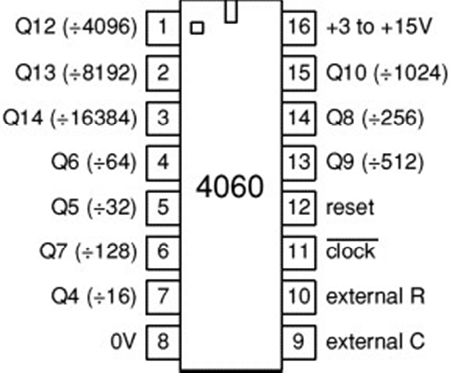 Q12 (÷4096) 1 16 +3 to +15V
Q13 (÷8192) 2 15 Q10 (÷1024)
Q14 (÷16384) 3 14 Q8 (÷256)
Q6 (÷64) 4 13 Q9 (÷512)
4060
Q5 (÷32) 5 12 reset
Q7 (÷128) 6 11 clock
Q4 (÷16) 7 10 external R
0V 8 9 external C